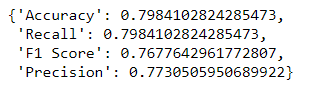 {'Accuracy': 0.7984102824285473,
'Recall': 0.7984102824285473,
'F1 Score': 0.7677642961772807,
'Precision': 0.7730505950689922}